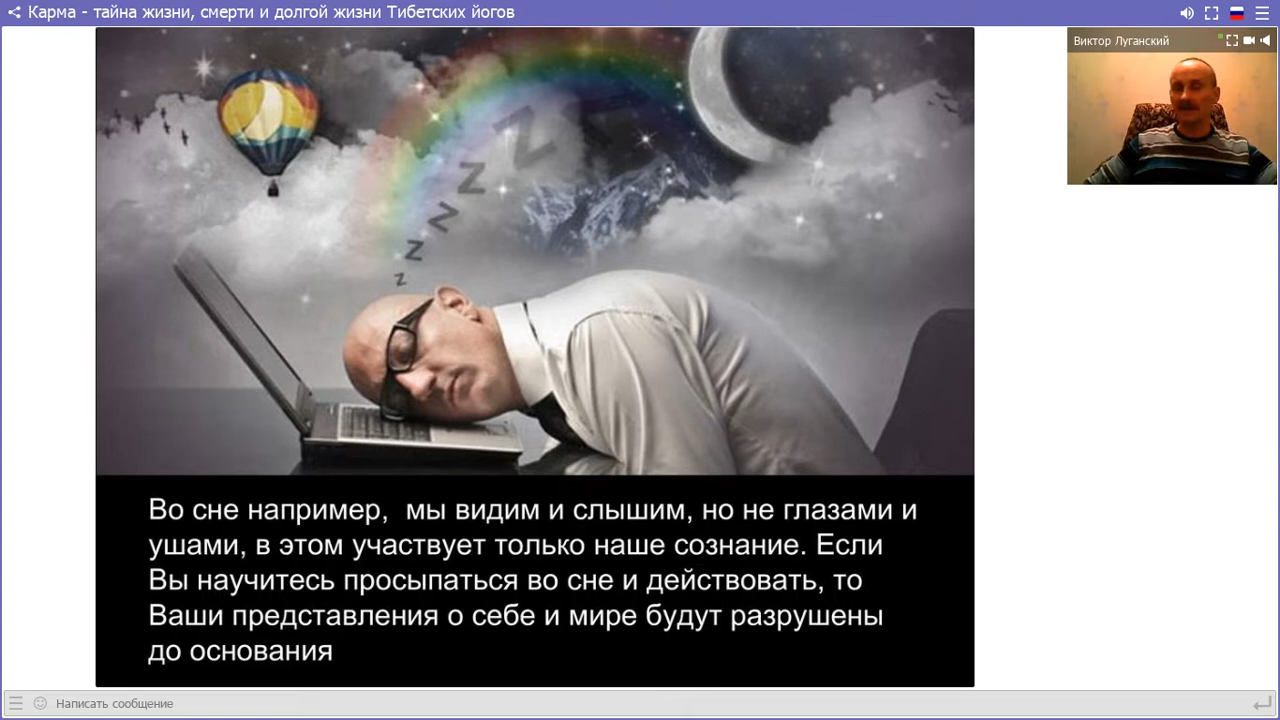 Карма - тайна жизни, смерти и долгой жизни Тибетских йогов
Виктор Луганский
Z
Z
Z
Z
Z
Во сне например,  мы видим и слышим, но не глазами и
ушами, в этом участвует только наше сознание. Если
Вы научитесь просыпаться во сне и действовать, то
Ваши представления о себе и мире будут разрушены
до основания
Написать сообщение